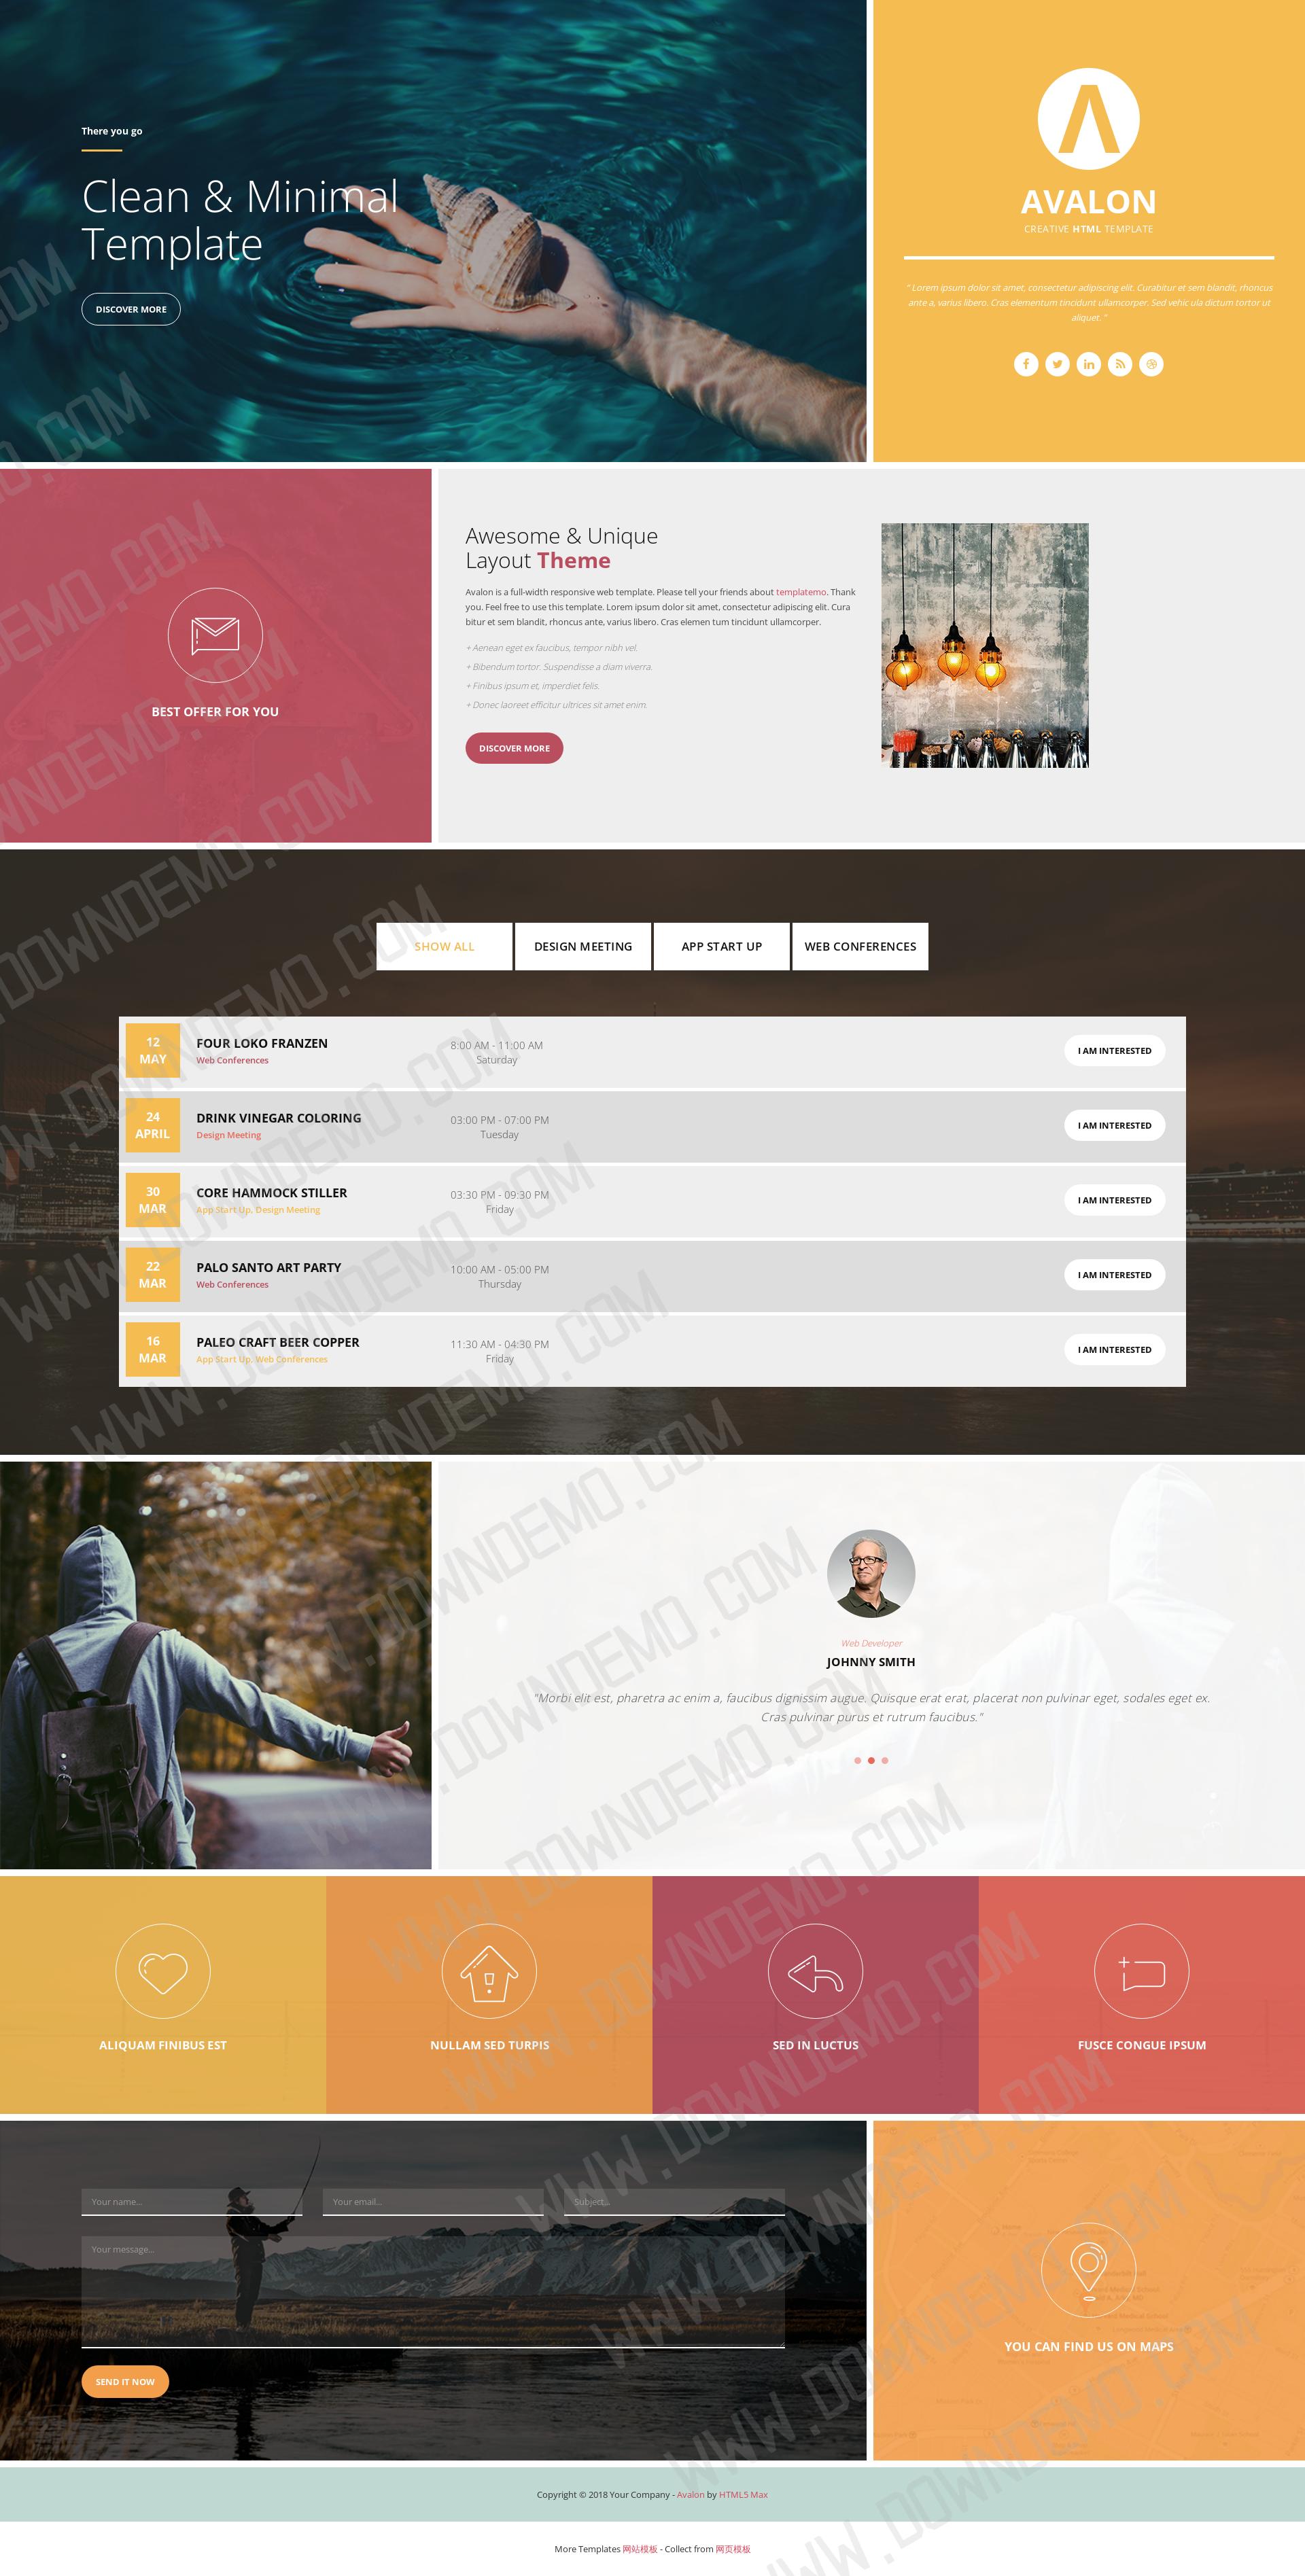 There you go
Clean & Minimal
Template
DISCOVER MORE
AVALON
CREATIVE HTML TEMPLATE
" Lorem ipsum dolor sit amet, consectetur adipiscing elit. Curabitur et sem blandit, rhoncus
ante a, varius libero. Cras elementum tincidunt ullamcorper. Sed vehic ula dictum tortor ut
aliquet. "
BEST OFFER FOR YOU
Awesome & Unique
Layout Theme
Avalon is a full-width responsive web template. Please tell your friends about templatemo. Thank
you. Feel free to use this template. Lorem ipsum dolor sit amet, consectetur adipiscing elit. Cura
bitur et sem blandit, rhoncus ante, varius libero. Cras elemen tum tincidunt ullamcorper.
+ Aenean eget ex faucibus, tempor nibh vel.
+ Bibendum tortor. Suspendisse a diam viverra.
+ Finibus ipsum et, imperdiet felis.
+ Donec laoreet efficitur ultrices sit amet enim.
DISCOVER MORE
SHOW ALL
DESIGN MEETING
APP START UP
WEB CONFERENCES
12
MAY
FOUR LOKO FRANZEN
Web Conferences
8:00 AM - 11:00 AM
Saturday
I AM INTERESTED
24
APRIL
DRINK VINEGAR COLORING
Design Meeting
03:00 PM - 07:00 PM
Tuesday
I AM INTERESTED
30
MAR
CORE HAMMOCK STILLER
App Start Up, Design Meeting
03:30 PM - 09:30 PM
Friday
I AM INTERESTED
22
MAR
PALO SANTO ART PARTY
Web Conferences
10:00 AM - 05:00 PM
Thursday
I AM INTERESTED
16
MAR
PALEO CRAFT BEER COPPER
App Start Up, Web Conferences
11:30 AM - 04:30 PM
Friday
I AM INTERESTED
Web Developer
JOHNNY SMITH
"Morbi elit est, pharetra ac enim a, faucibus dignissim augue. Quisque erat erat, placerat non pulvinar eget, sodales eget ex.
Cras pulvinar purus et rutrum faucibus."
ALIQUAM FINIBUS EST
NULLAM SED TURPIS
SED IN LUCTUS
FUSCE CONGUE IPSUM
Your name...
Your email...
Subject...
Your message...
SEND IT NOW
YOU CAN FIND US ON MAPS
Copyright © 2018 Your Company - Avalon by HTML5 Max
More Templates 网站模板 - Collect from 网页模板
WWW.DOWNDEMO.COM